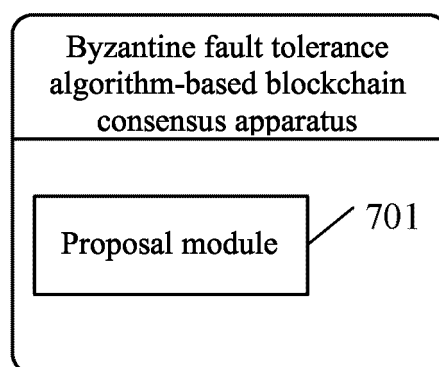 Byzantine fault tolerance
algorithm-based blockchain
consensus apparatus
701
Proposal module